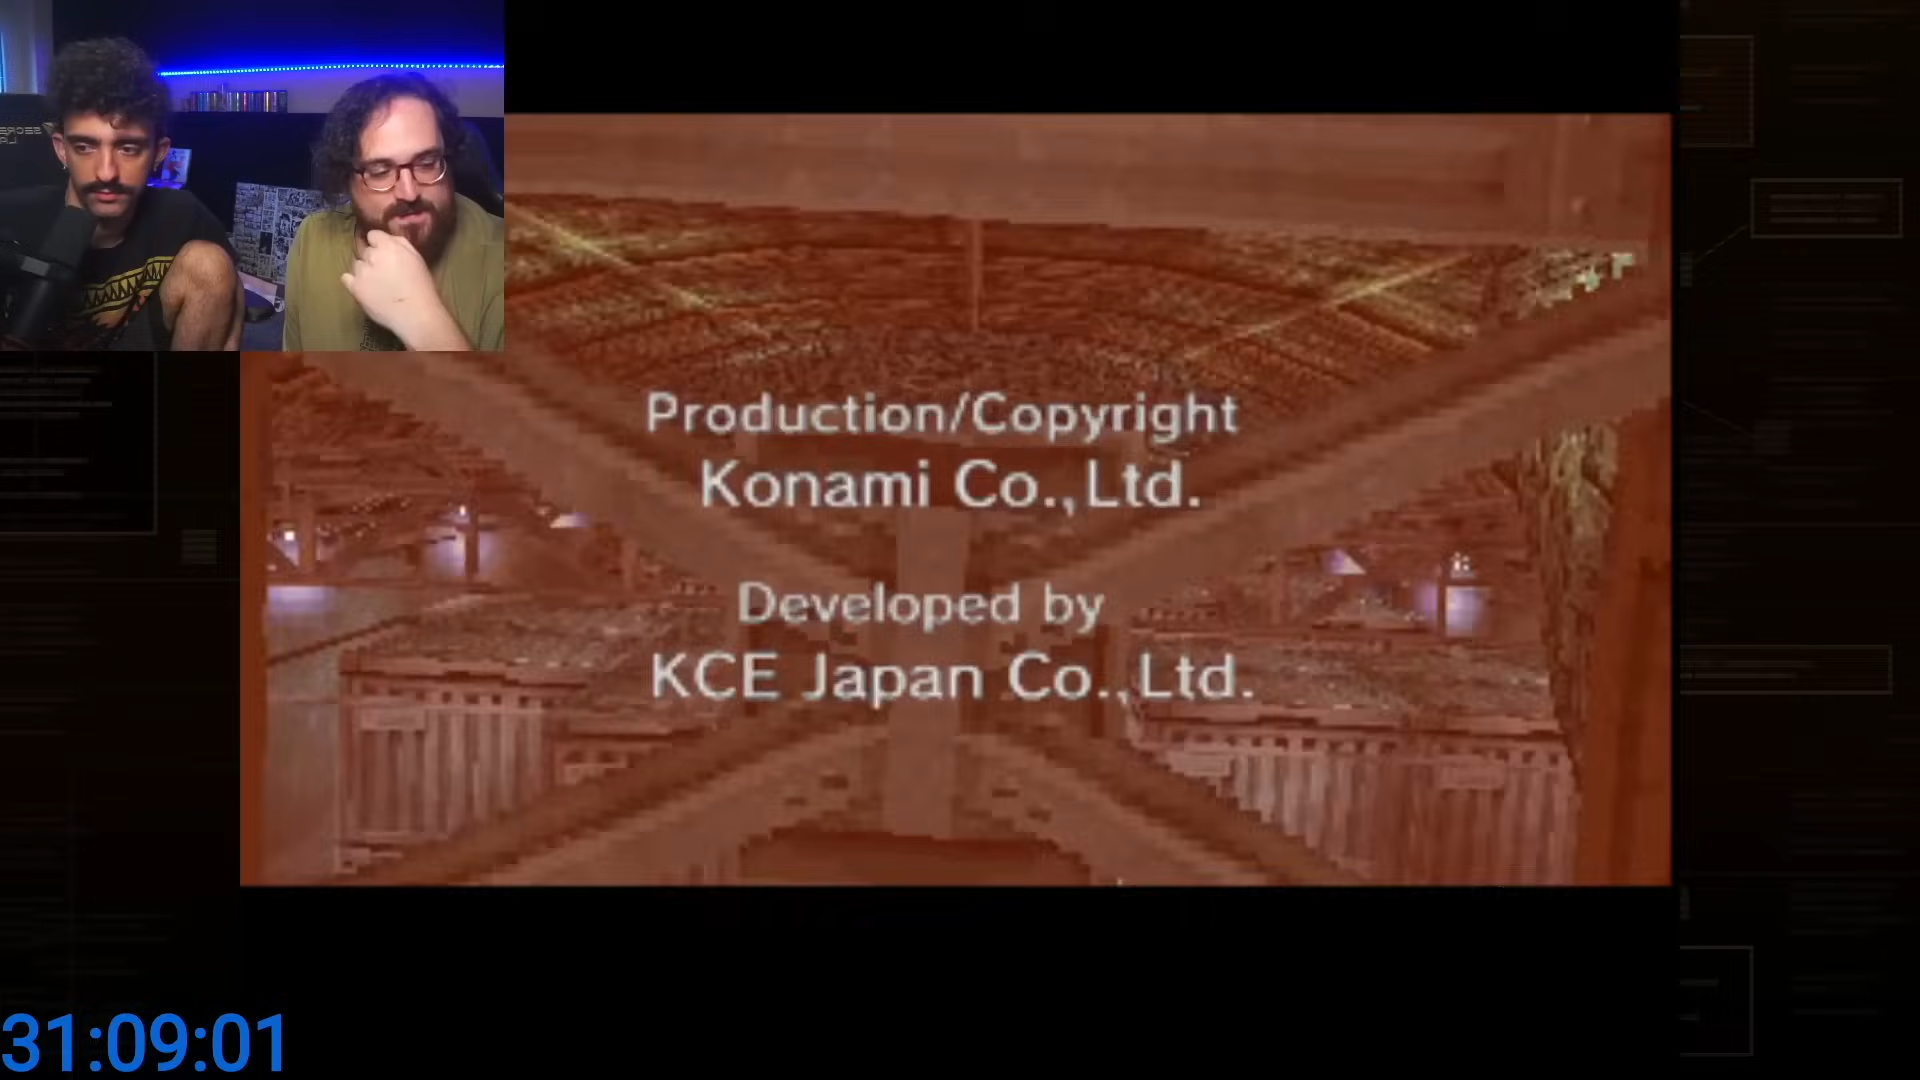 Production/Copyright
Konami Co.,Ltd.
Developed by
KCE Japan Co.,Ltd.
31:09:01